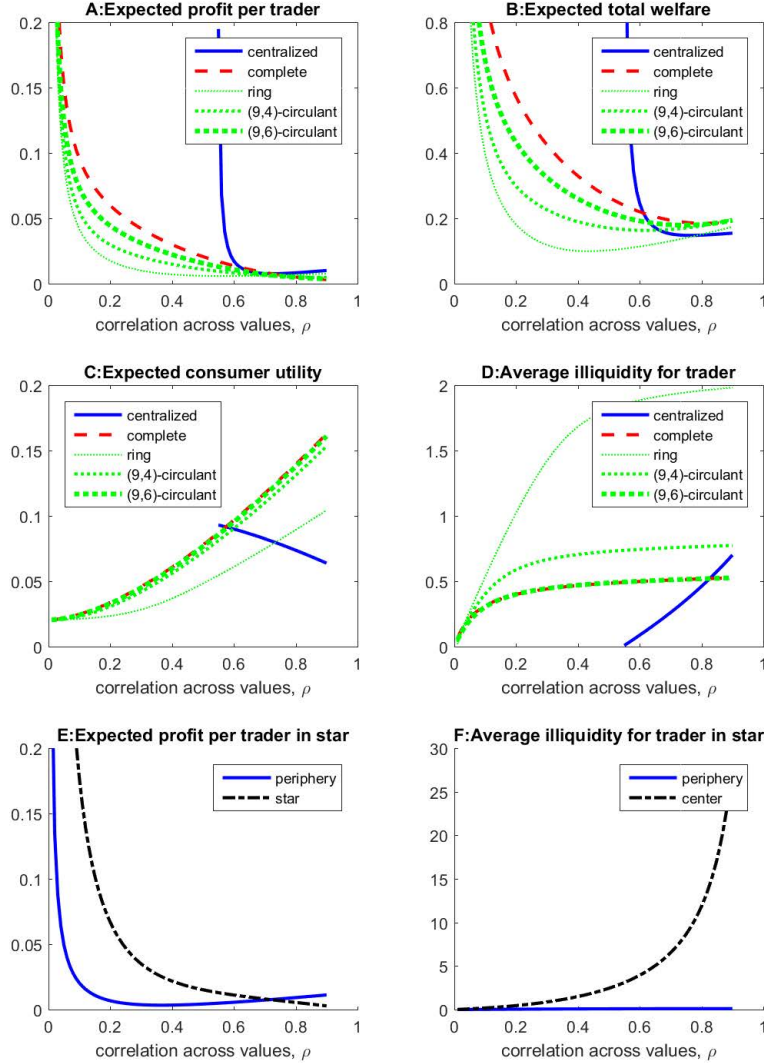 A:Expected profit per trader
0.2
0.15
0.1
0.05
0
0 0.2 0.4 0.6 0.8 1
correlation across values, ρ
centralized
complete
ring
(9,4)-circulant
(9,6)-circulant
B:Expected total welfare
0.8
0.6
0.4
0.2
0
0 0.2 0.4 0.6 0.8 1
correlation across values, ρ
centralized
complete
ring
(9,4)-circulant
(9,6)-circulant
C:Expected consumer utility
0.2
0.15
0.1
0.05
0
0 0.2 0.4 0.6 0.8 1
correlation across values, ρ
centralized
complete
ring
(9,4)-circulant
(9,6)-circulant
D:Average illiquidity for trader
2
1.5
1
0.5
0
0 0.2 0.4 0.6 0.8 1
correlation across values, ρ
centralized
complete
ring
(9,4)-circulant
(9,6)-circulant
E:Expected profit per trader in star
0.2
0.15
0.1
0.05
0
0 0.2 0.4 0.6 0.8 1
correlation across values, ρ
periphery
star
F:Average illiquidity for trader in star
30
25
20
15
10
5
0
0 0.2 0.4 0.6 0.8 1
correlation across values, ρ
periphery
center